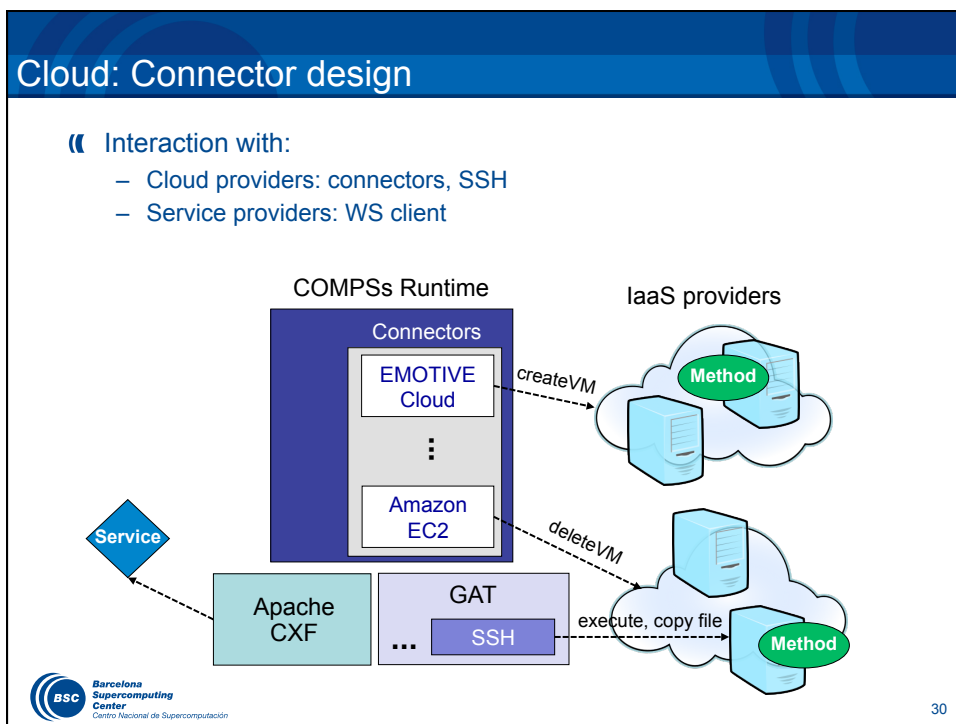 Cloud: Connector design
Interaction with:
– Cloud providers: connectors, SSH
– Service providers: WS client
COMPSs Runtime
IaaS providers
Connectors
EMOTIVE
Cloud
createVM
Method
...
Amazon
EC2
deleteVM
Service
Apache
CXF
GAT
... SSH
execute, copy file
Method
BSC
Barcelona
Supercomputing
Center
Centro Nacional de Supercomputación
30